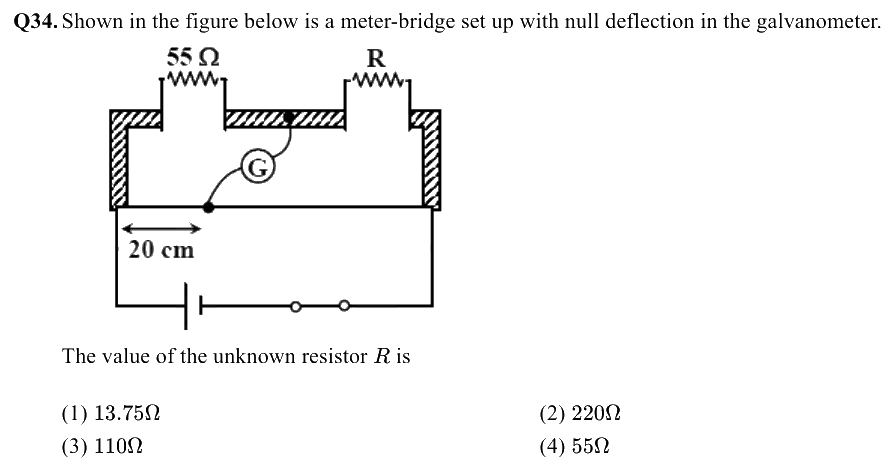 Q34. Shown in the figure below is a meter-bridge set up with null deflection in the galvanometer.
55 Ω R
G
20 cm
The value of the unknown resistor R is
(1) 13.75Ω (2) 220Ω
(3) 110Ω (4) 55Ω